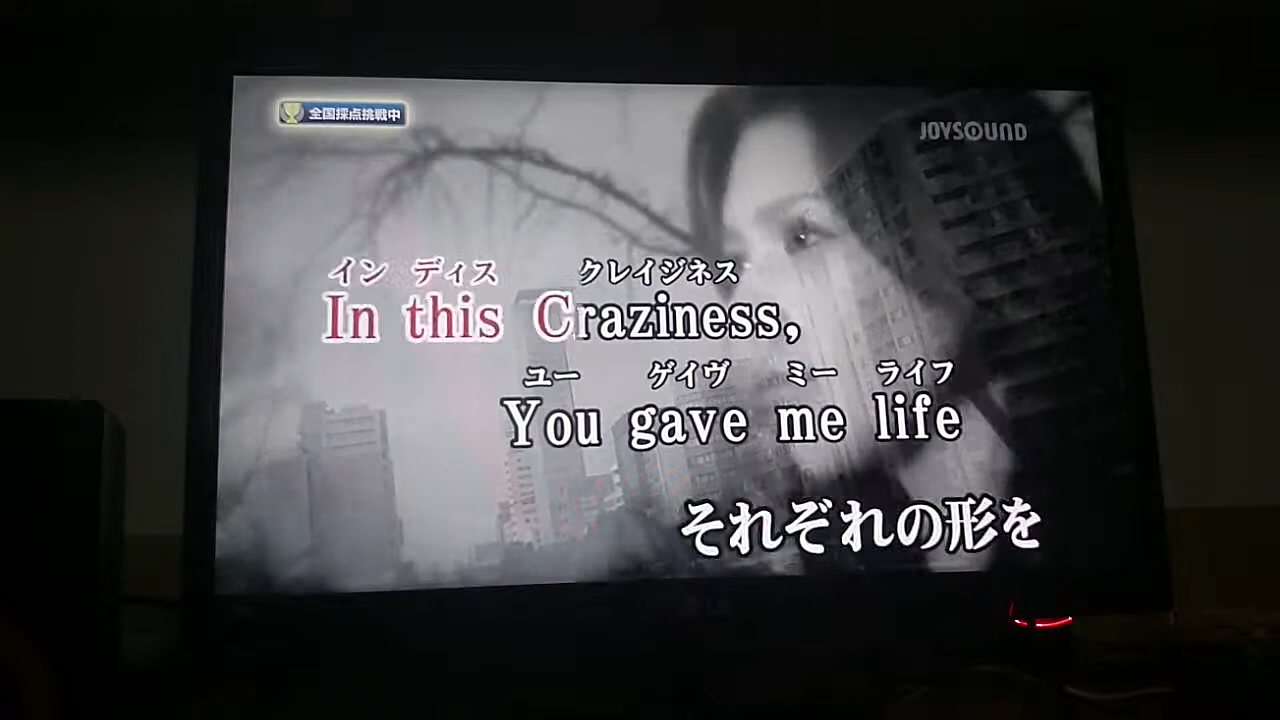 全国採点挑戦中
JOYSOUND
イン ディス クレイジネス
In this Craziness,
ユー ゲイヴ ミー ライフ
You gave me life
それぞれの形を